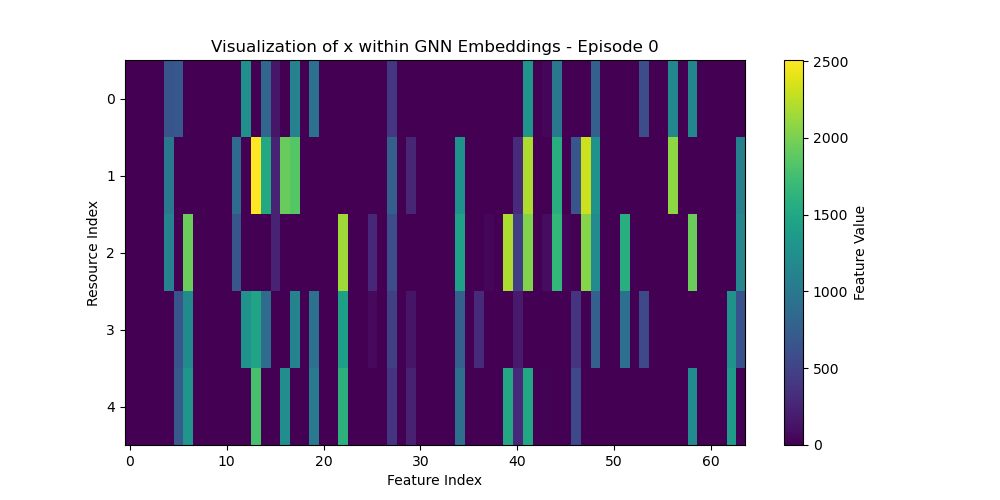 Visualization of x within GNN Embeddings - Episode 0
Resource Index
0
1
2
3
4
0 10 20 30 40 50 60
Feature Index
2500
2000
1500
1000
500
0
Feature Value